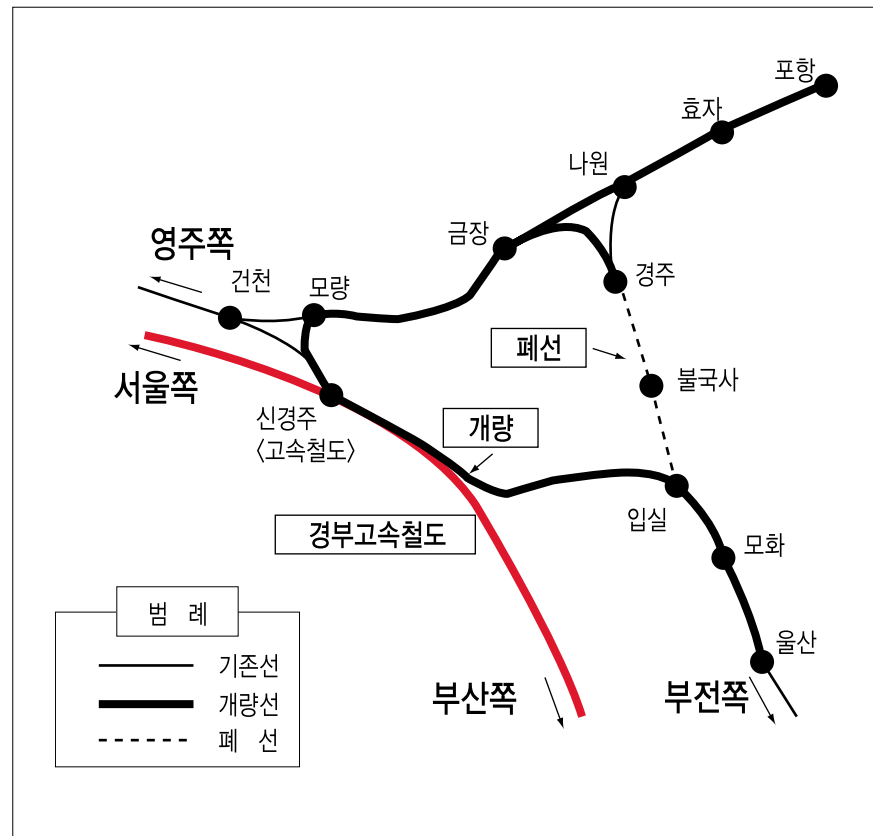 포항
효자
나원
금장
영주쪽
건천
모량
경주
폐선
서울쪽
불국사
신경주
〈고속철도〉
개량
입실
경부고속철도
모화
범 례
울산
기존선
부산쪽
부전쪽
개량선
폐 선